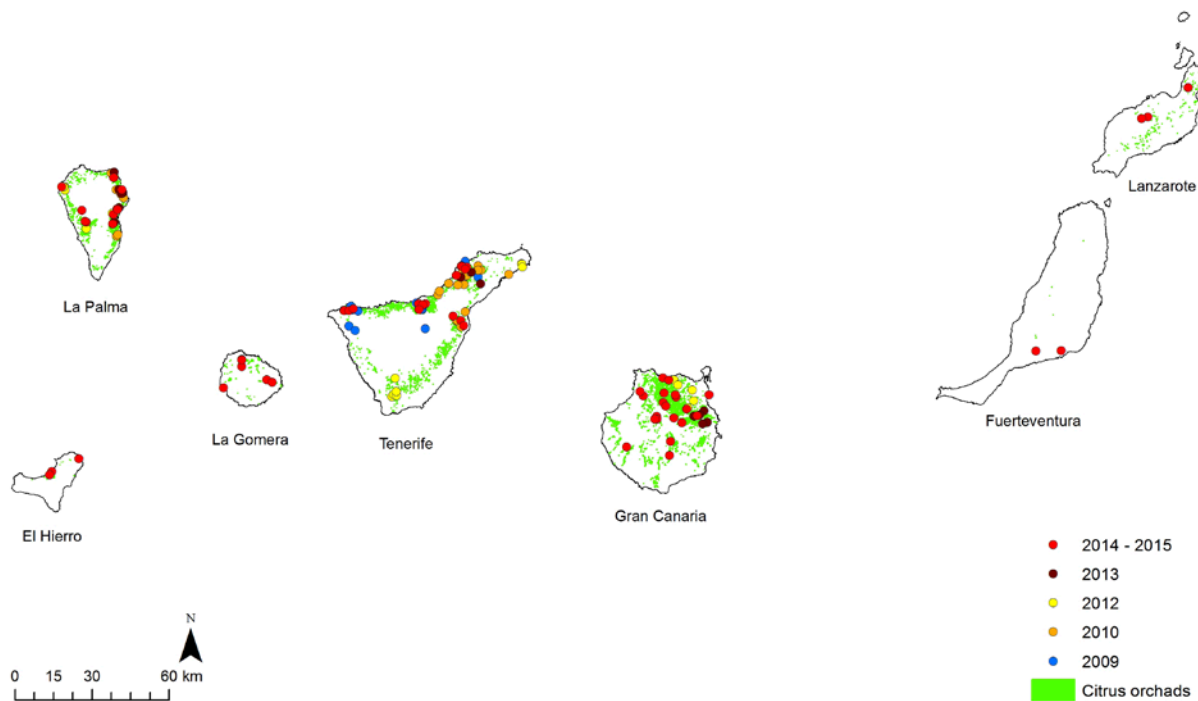 Lanzarote
La Palma
Fuerteventura
La Gomera
Tenerife
Gran Canaria
El Hierro
2014 - 2015
2013
2012
2010
2009
Citrus orchads
N
0 15 30 60 km